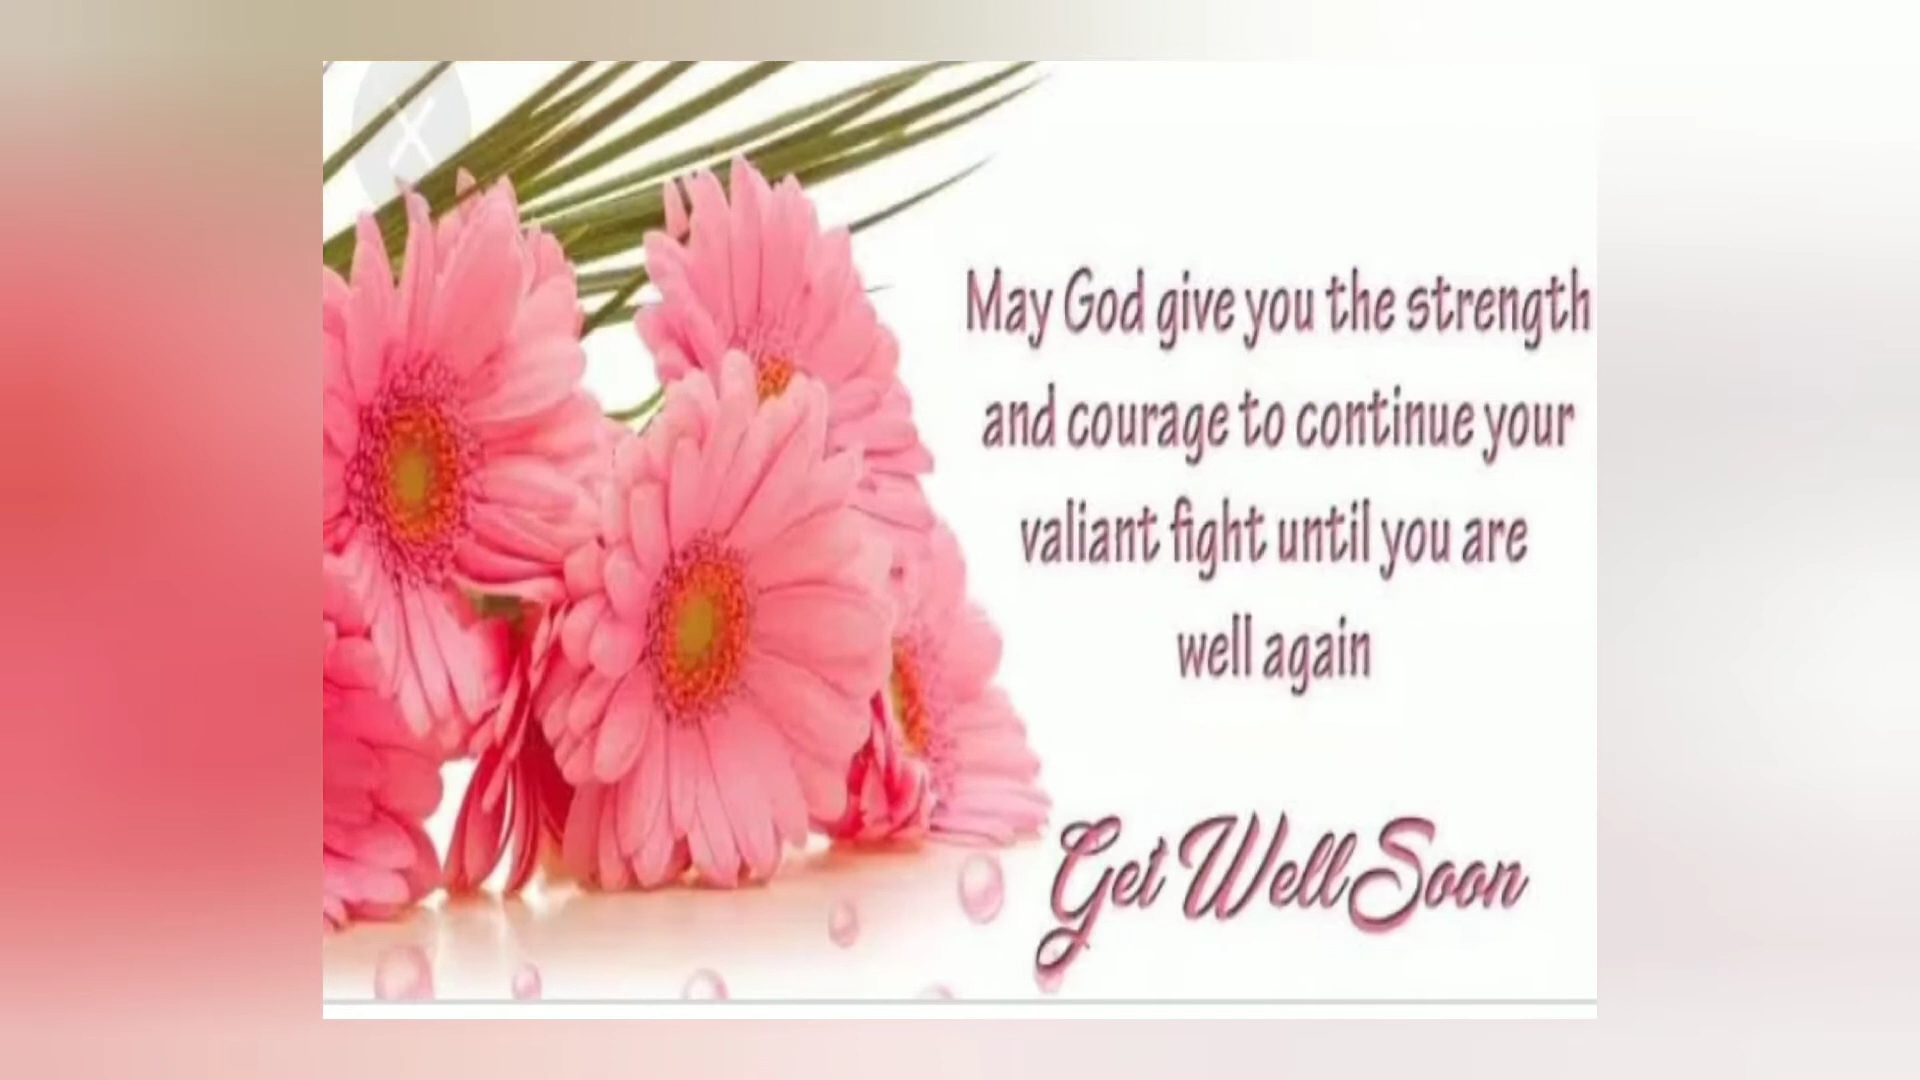 May God give you the strength
and courage to continue your
valiant fight until you are
well again
Get Well Soon